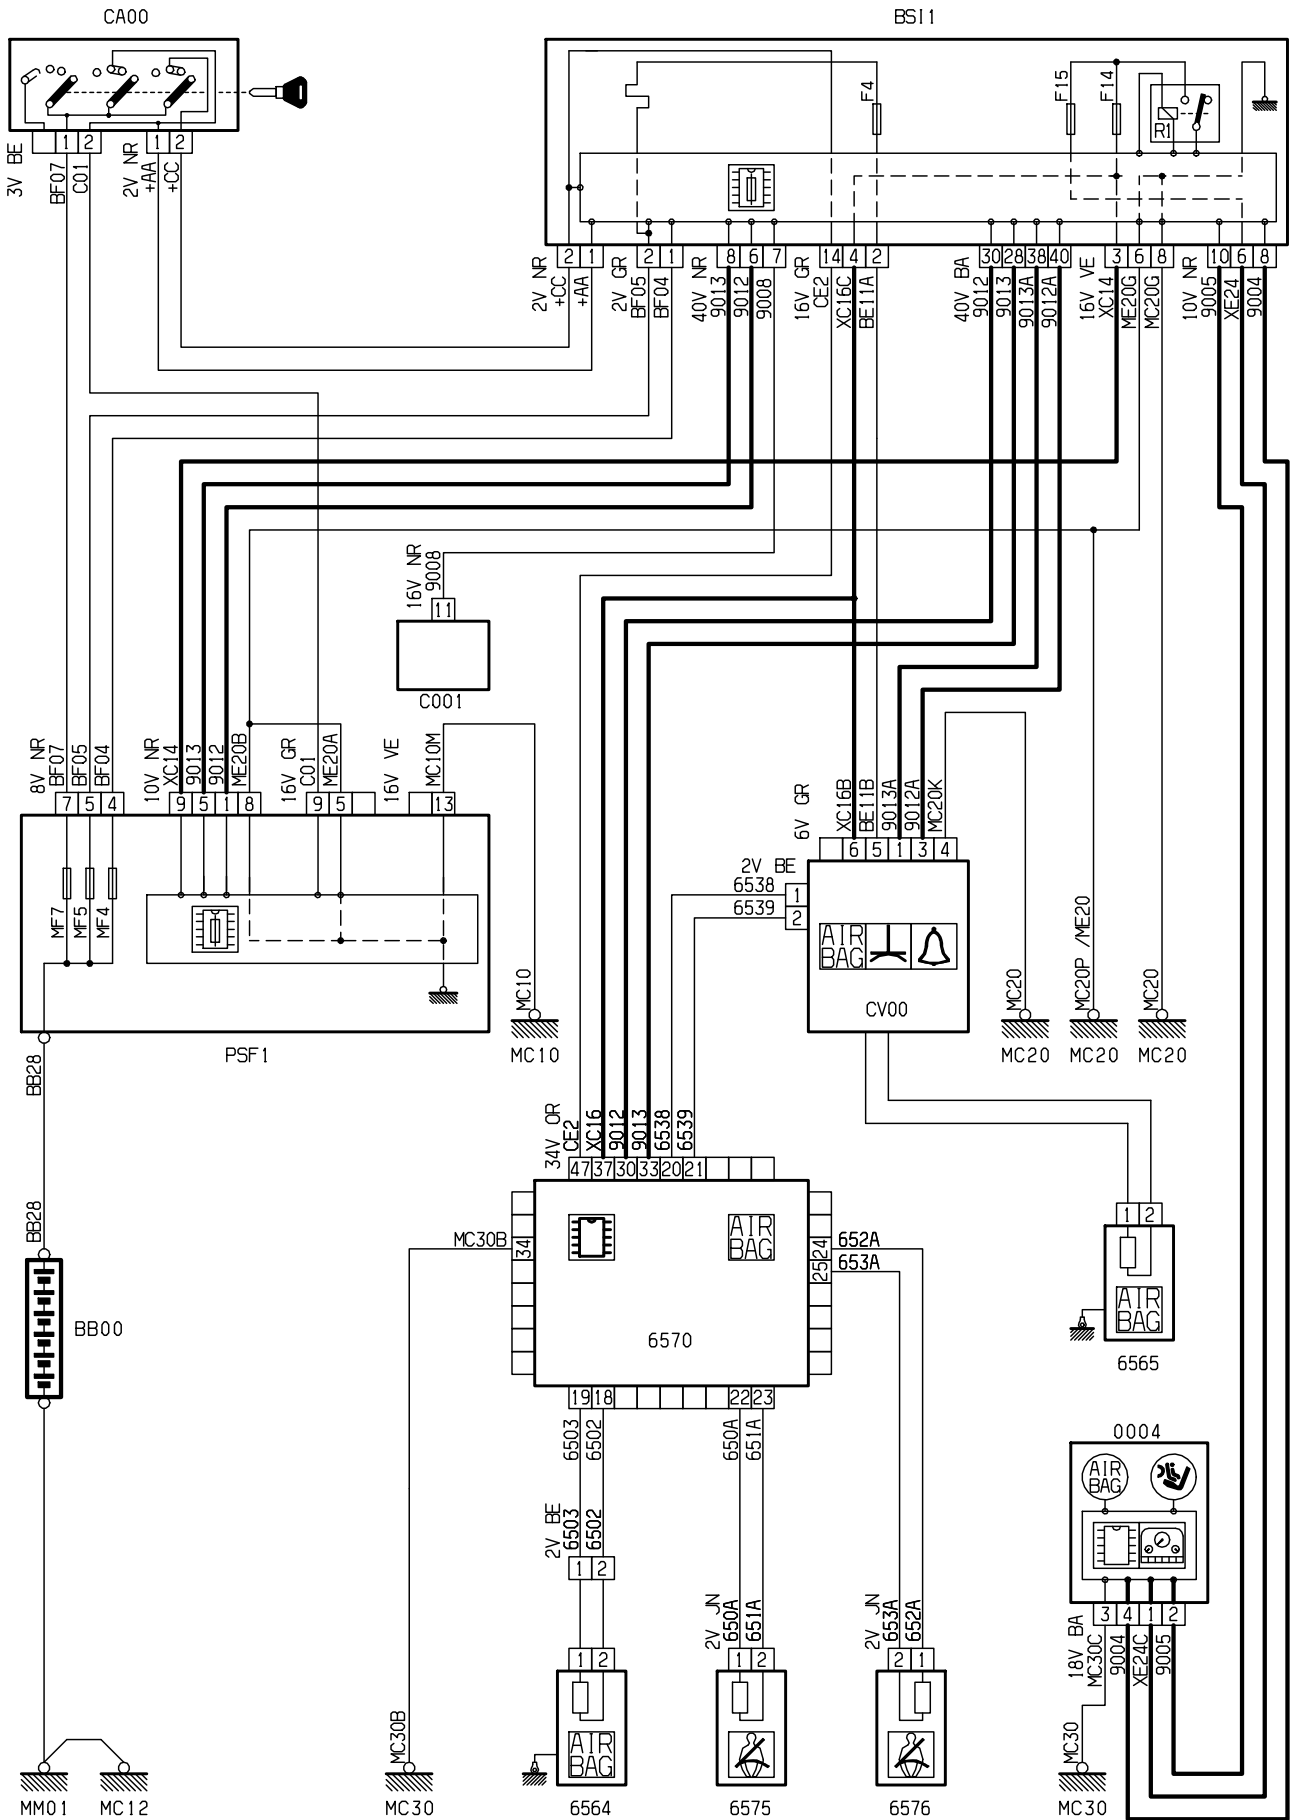 CA00
BSI1
F4
F15
F14
R1
3V BE
1 2
1 2
BF07
C01
2V NR
+AA
+CC
2 1
2 1
8 6 7
14 4 2
30 28 38 40
3 6 8
10 6 8
2V NR
+CC
+AA
2V GR
BF05
BF04
40V NR
9013
9012
9008
16V GR
CE2
XC16C
BE11A
40V BA
9012
9013
9013A
9012A
16V VE
XC14
ME20G
MC20G
10V NR
9005
XE24
9004
16V NR
9008
11
C001
8V NR
BF07
BF05
BF04
10V NR
XC14
9013
9012
ME20B
16V GR
C01
ME20A
16V VE
MC10M
7 5 4
9 5 1 8
9 5
13
MF7
MF5
MF4
PSF1
MC10
MC10
6V GR
XC16B
BE11B
9013A
9012A
MC20K
6 5 1 3 4
2V BE
6538
6539
1
2
AIR
BAG
CV00
MC20
MC20P /ME20
MC20
MC20
MC20
MC20
BB28
BB28
BB00
34V OR
CE2
XC16
9012
9013
6538
6539
47 37 30 33 20 21
MC30B
34
AIR
BAG
24
25
652A
653A
6570
19 18
22 23
1 2
AIR
BAG
6565
6503
6502
650A
651A
2V BE
6503
6502
1 2
2V JN
650A
651A
2V JN
653A
652A
1 2
1 2
2 1
AIR
BAG
0004
AIR
BAG
3 4 1 2
18V BA
MC30C
9004
XE24C
9005
MC30B
MC30
MM01
MC12
MC30
6564
6575
6576
MC30